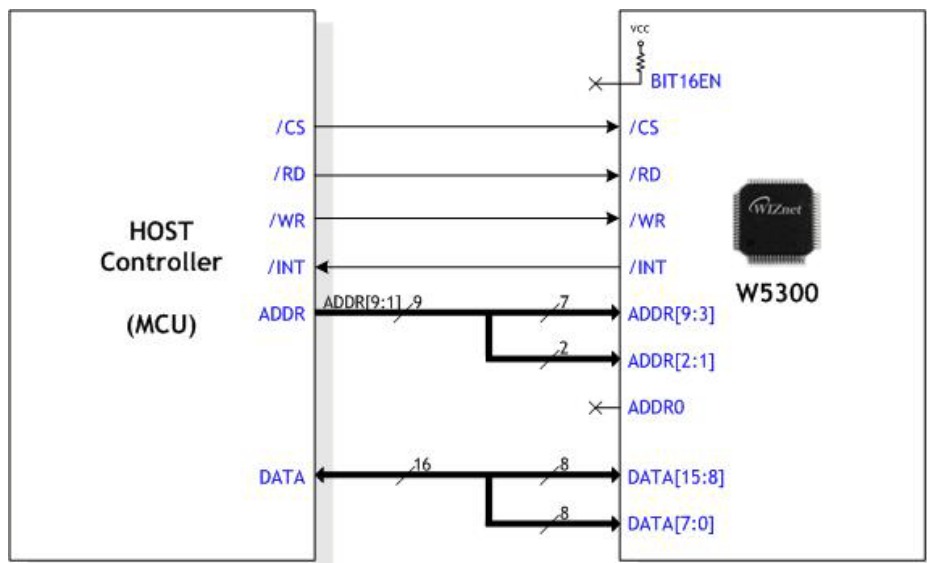 vcc
BIT16EN
/CS
/CS
/RD
/RD
/WR
/WR
WIZnet
HOST
Controller
(MCU)
/INT
/INT
W5300
ADDR
ADDR[9:1]
9
7
ADDR[9:3]
2
ADDR[2:1]
ADDR0
DATA
16
8
DATA[15:8]
8
DATA[7:0]